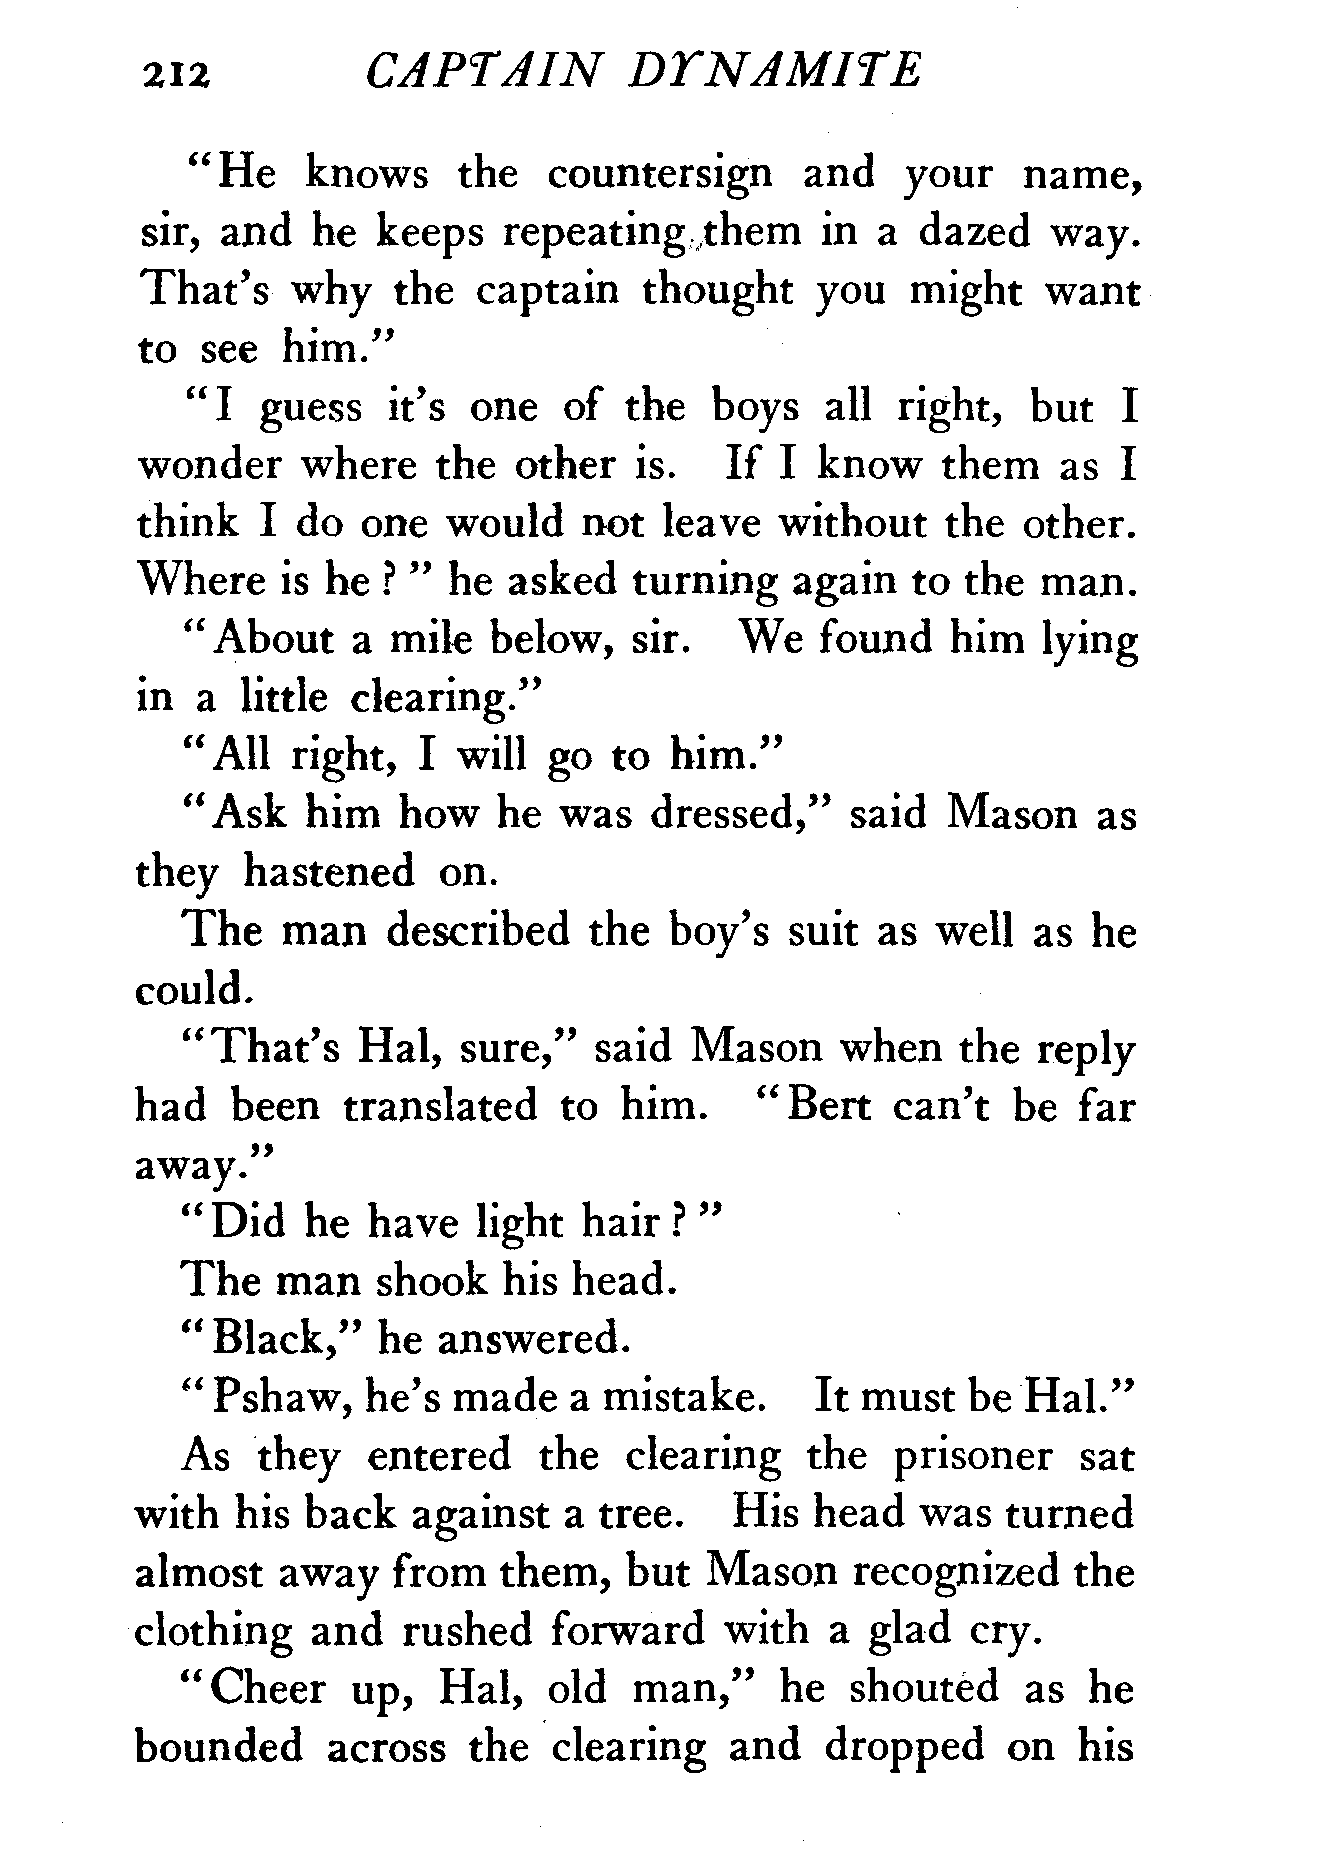 212 CAPTAIN DYNAMITE
“He knows the countersign and your name,
sir, and he keeps repeating them in a dazed way.
That’s why the captain thought you might want
to see him.”
“I guess it’s one of the boys all right, but I
wonder where the other is. If I know them as I
think I do one would not leave without the other.
Where is he?” he asked turning again to the man.
“About a mile below, sir. We found him lying
in a little clearing.”
“All right, I will go to him.”
“Ask him how he was dressed,” said Mason as
they hastened on.
The man described the boy’s suit as well as he
could.
“That’s Hal, sure,” said Mason when the reply
had been translated to him. “Bert can’t be far
away.”
“Did he have light hair?”
The man shook his head.
“Black,” he answered.
“Pshaw, he’s made a mistake. It must be Hal.”
As they entered the clearing the prisoner sat
with his back against a tree. His head was turned
almost away from them, but Mason recognized the
clothing and rushed forward with a glad cry.
“Cheer up, Hal, old man,” he shouted as he
bounded across the clearing and dropped on his